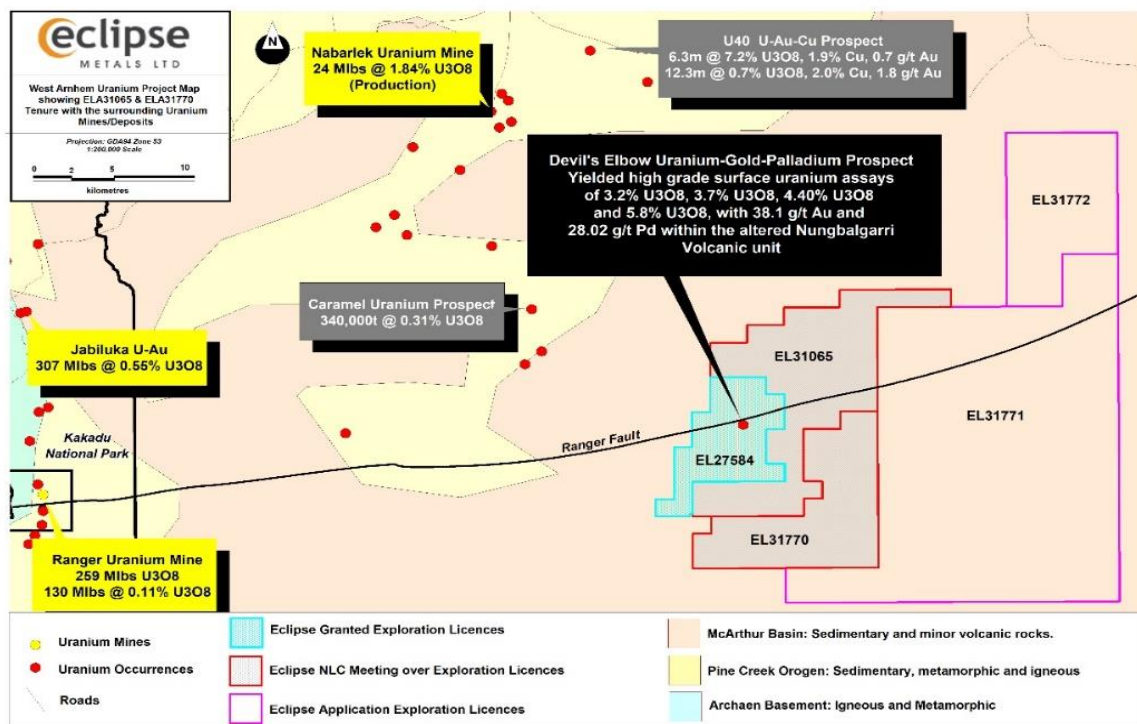 eclipse
METALS LTD
West Arnhem Uranium Project Map
showing ELA31065 & ELA31770
Tenure with the surrounding Uranium
Mines/Deposits
Projection: GDA94 Zone 53
1:200,000 Scale
0 2 5 10
kilometres
N
Nabarlek Uranium Mine
24 Mlbs @ 1.84% U3O8
(Production)
U40 U-Au-Cu Prospect
6.3m @ 7.2% U3O8, 1.9% Cu, 0.7 g/t Au
12.3m @ 0.7% U3O8, 2.0% Cu, 1.8 g/t Au
Devil's Elbow Uranium-Gold-Palladium Prospect
Yielded high grade surface uranium assays
of 3.2% U3O8, 3.7% U3O8, 4.40% U3O8
and 5.8% U3O8, with 38.1 g/t Au and
28.02 g/t Pd within the altered Nungbalgarri
Volcanic unit
EL31772
Caramel Uranium Prospect
340,000t @ 0.31% U3O8
Jabiluka U-Au
307 Mlbs @ 0.55% U3O8
EL31065
EL31771
Kakadu
National Park
Ranger Fault
EL27584
EL31770
Ranger Uranium Mine
259 Mlbs U3O8
130 Mlbs @ 0.11% U3O8
Uranium Mines
Uranium Occurrences
Roads
Eclipse Granted Exploration Licences
Eclipse NLC Meeting over Exploration Licences
Eclipse Application Exploration Licences
McArthur Basin: Sedimentary and minor volcanic rocks.
Pine Creek Orogen: Sedimentary, metamorphic and igneous
Archaen Basement: Igneous and Metamorphic